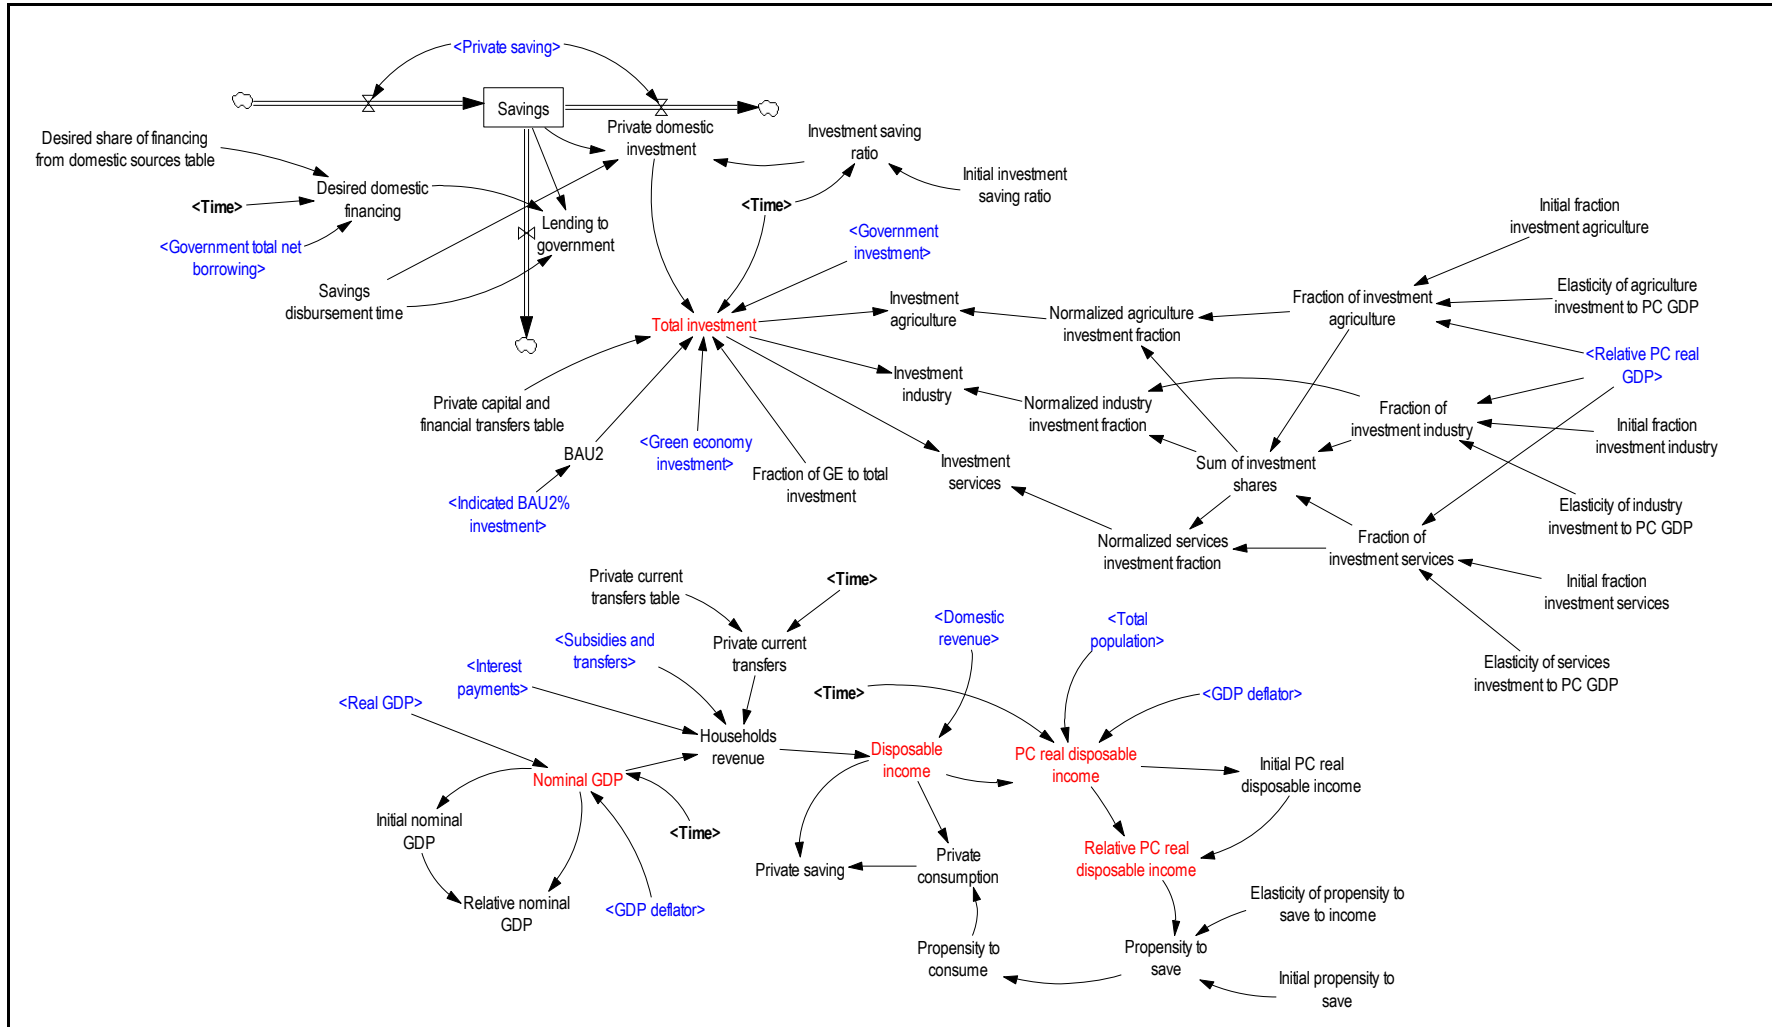 <Private saving>
Savings
Desired share of financing
from domestic sources table
Private domestic
investment
Investment saving
ratio
Initial investment
saving ratio
Desired domestic
financing
<Time>
<Government total net
borrowing>
Lending to
government
Savings
disbursement time
<Time>
<Government
investment>
Initial fraction
investment agriculture
Total investment
Investment
agriculture
Normalized agriculture
investment fraction
Fraction of investment
agriculture
Elasticity of agriculture
investment to PC GDP
<Relative PC real
GDP>
Investment
industry
Normalized industry
investment fraction
Fraction of
investment industry
Initial fraction
investment industry
Private capital and
financial transfers table
BAU2
<Green economy
investment>
Fraction of GE to total
investment
<Indicated BAU2%
investment>
Investment
services
Sum of investment
shares
Elasticity of industry
investment to PC GDP
Normalized services
investment fraction
Fraction of
investment services
Initial fraction
investment services
Elasticity of services
investment to PC GDP
Private current
transfers table
<Time>
<Subsidies and
transfers>
Private current
transfers
<Domestic
revenue>
<Total
population>
<Interest
payments>
<Time>
<GDP deflator>
<Real GDP>
Households
revenue
Disposable
income
PC real disposable
income
Initial PC real
disposable income
Nominal GDP
<Time>
Initial nominal
GDP
Relative nominal
GDP
<GDP deflator>
Private saving
Private
consumption
Relative PC real
disposable income
Elasticity of propensity to
save to income
Propensity to
consume
Propensity to
save
Initial propensity to
save